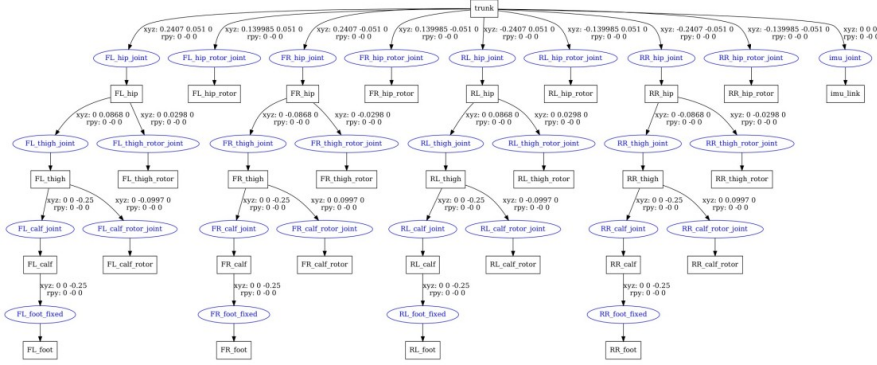 trunk
xyz: 0.2407 0.051 0
rpy: 0 -0 0
xyz: 0.139985 0.051 0
rpy: 0 -0 0
xyz: 0.2407 -0.051 0
rpy: 0 -0 0
xyz: 0.139985 -0.051 0
rpy: 0 -0 0
xyz: -0.2407 0.051 0
rpy: 0 -0 0
xyz: -0.139985 0.051 0
rpy: 0 -0 0
xyz: -0.2407 -0.051 0
rpy: 0 -0 0
xyz: -0.139985 -0.051 0
rpy: 0 -0 0
xyz: 0 0 0
rpy: 0 -0 0
FL_hip_joint
FL_hip_rotor_joint
FR_hip_joint
FR_hip_rotor_joint
RL_hip_joint
RL_hip_rotor_joint
RR_hip_joint
RR_hip_rotor_joint
imu_joint
FL_hip
FL_hip_rotor
FR_hip
FR_hip_rotor
RL_hip
RL_hip_rotor
RR_hip
RR_hip_rotor
imu_link
xyz: 0 0.0868 0
rpy: 0 -0 0
xyz: 0 0.0298 0
rpy: 0 -0 0
xyz: 0 -0.0868 0
rpy: 0 -0 0
xyz: 0 -0.0298 0
rpy: 0 -0 0
xyz: 0 0.0868 0
rpy: 0 -0 0
xyz: 0 0.0298 0
rpy: 0 -0 0
xyz: 0 -0.0868 0
rpy: 0 -0 0
xyz: 0 -0.0298 0
rpy: 0 -0 0
FL_thigh_joint
FL_thigh_rotor_joint
FR_thigh_joint
FR_thigh_rotor_joint
RL_thigh_joint
RL_thigh_rotor_joint
RR_thigh_joint
RR_thigh_rotor_joint
FL_thigh
FL_thigh_rotor
FR_thigh
FR_thigh_rotor
RL_thigh
RL_thigh_rotor
RR_thigh
RR_thigh_rotor
xyz: 0 0 -0.25
rpy: 0 -0 0
xyz: 0 -0.0997 0
rpy: 0 -0 0
xyz: 0 0 -0.25
rpy: 0 -0 0
xyz: 0 0.0997 0
rpy: 0 -0 0
xyz: 0 0 -0.25
rpy: 0 -0 0
xyz: 0 -0.0997 0
rpy: 0 -0 0
xyz: 0 0 -0.25
rpy: 0 -0 0
xyz: 0 0.0997 0
rpy: 0 -0 0
FL_calf_joint
FL_calf_rotor_joint
FR_calf_joint
FR_calf_rotor_joint
RL_calf_joint
RL_calf_rotor_joint
RR_calf_joint
RR_calf_rotor_joint
FL_calf
FL_calf_rotor
FR_calf
FR_calf_rotor
RL_calf
RL_calf_rotor
RR_calf
RR_calf_rotor
xyz: 0 0 -0.25
rpy: 0 -0 0
xyz: 0 0 -0.25
rpy: 0 -0 0
xyz: 0 0 -0.25
rpy: 0 -0 0
xyz: 0 0 -0.25
rpy: 0 -0 0
FL_foot_fixed
FR_foot_fixed
RL_foot_fixed
RR_foot_fixed
FL_foot
FR_foot
RL_foot
RR_foot